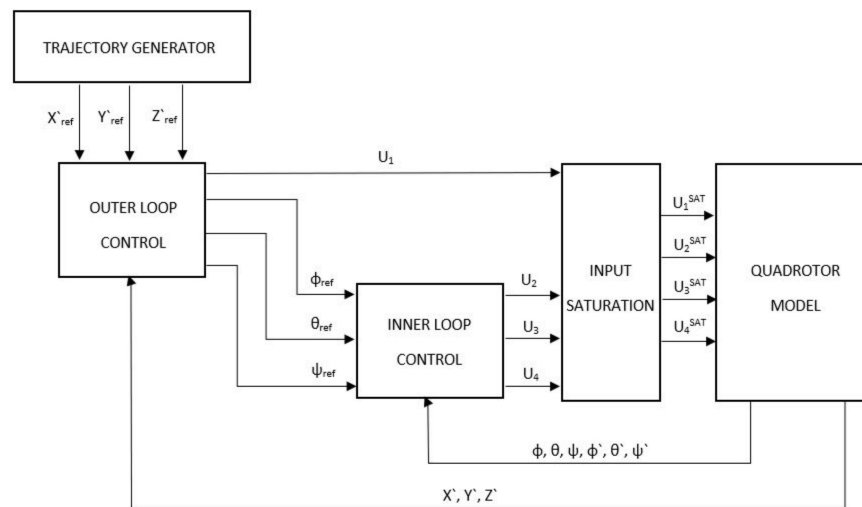 TRAJECTORY GENERATOR
X`ref
Y`ref
Z`ref
OUTER LOOP
CONTROL
U1
ϕref
θref
ψref
INNER LOOP
CONTROL
U2
U3
U4
INPUT
SATURATION
U1SAT
U2SAT
U3SAT
U4SAT
QUADROTOR
MODEL
ϕ, θ, ψ, ϕ`, θ`, ψ`
X`, Y`, Z`